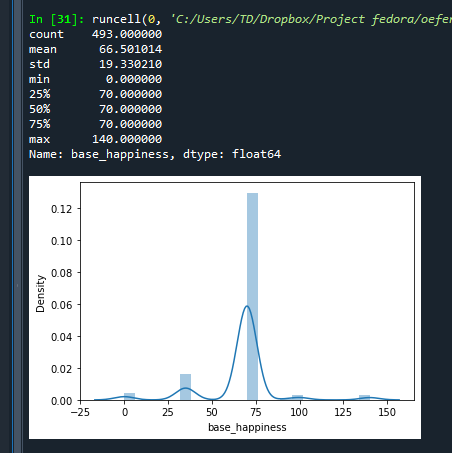 In [31]: runcell(0, 'C:/Users/TD/Dropbox/Project fedora/oefer
count 493.000000
mean 66.501014
std 19.330210
min 0.000000
25% 70.000000
50% 70.000000
75% 70.000000
max 140.000000
Name: base_happiness, dtype: float64
0.12
0.10
0.08
0.06
0.04
0.02
0.00
Density
−25 0 25 50 75 100 125 150
base_happiness